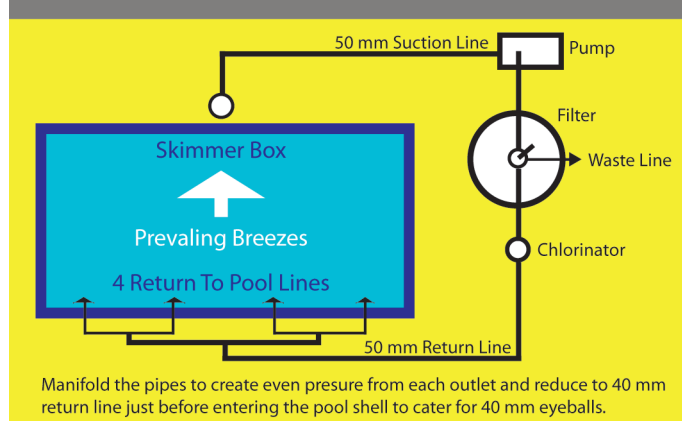 50 mm Suction Line
Pump
Filter
Skimmer Box
Waste Line
Prevaling Breezes
Chlorinator
4 Return To Pool Lines
50 mm Return Line
Manifold the pipes to create even presure from each outlet and reduce to 40 mm
return line just before entering the pool shell to cater for 40 mm eyeballs.